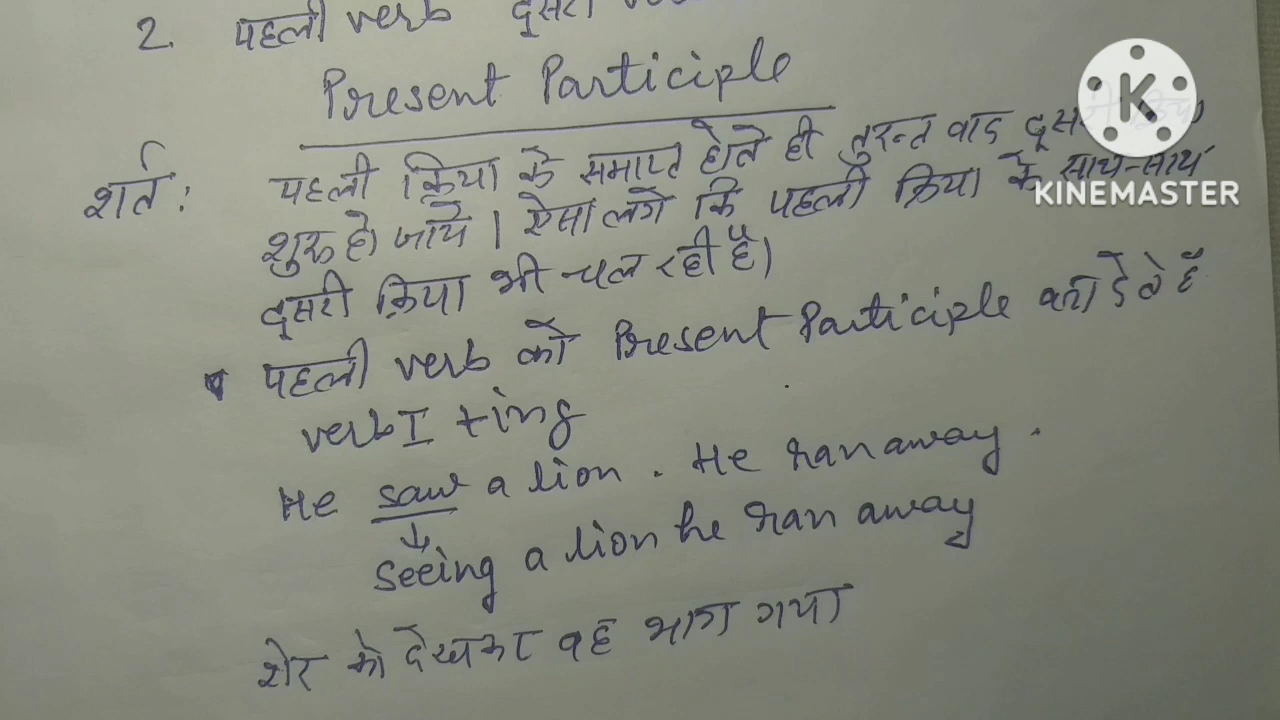 2. पहली verb दूसरी
Present Participle
शर्त: पहली क्रिया के समाप्त होते ही तुरन्त बाद
शुरू हो जाये। ऐसा लगे कि पहली क्रिया के साथ-साथ
दूसरी क्रिया भी चल रही है।
पहली verb को Present Participle बना देते हैं
verb I + ing
He saw a lion. He ran away.
↓
Seeing a lion he ran away
शेर को देखकर वह भाग गया
K
KINEMASTER